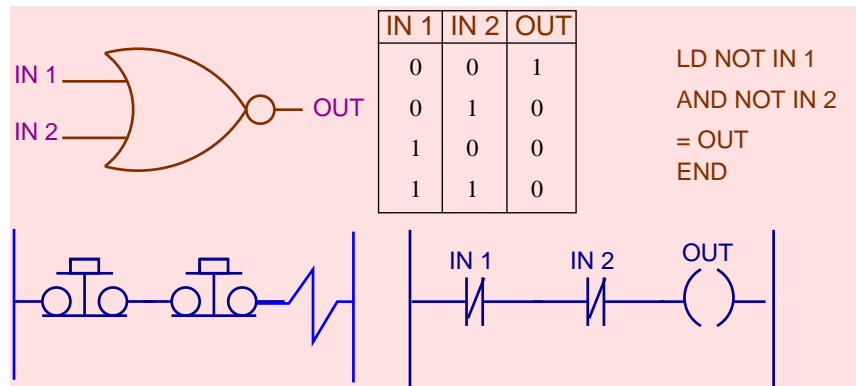 IN 1
IN 2
OUT
IN 1 IN 2 OUT
0 0 1
0 1 0
1 0 0
1 1 0
LD NOT IN 1
AND NOT IN 2
= OUT
END
IN 1 IN 2 OUT